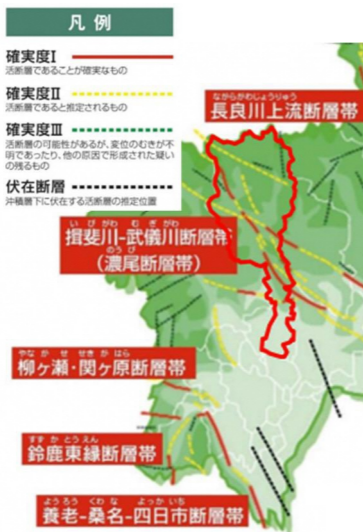 凡例
確実度Ⅰ
活断層であることが確実なもの
確実度Ⅱ
活断層であると推定されるもの
確実度Ⅲ
活断層の可能性があるが、変位のむきが不
明であったり、他の原因で形成された疑い
の残るもの
伏在断層
沖積層下に伏在する活断層の推定位置
ながらがわじょうりゅう
長良川上流断層帯
いびがわ むぎがわ
揖斐川-武儀川断層帯
のうび
(濃尾断層帯)
やながせ せきがはら
柳ヶ瀬・関ヶ原断層帯
すずかとうえん
鈴鹿東縁断層帯
ようろう くわな よっかいち
養老-桑名-四日市断層帯